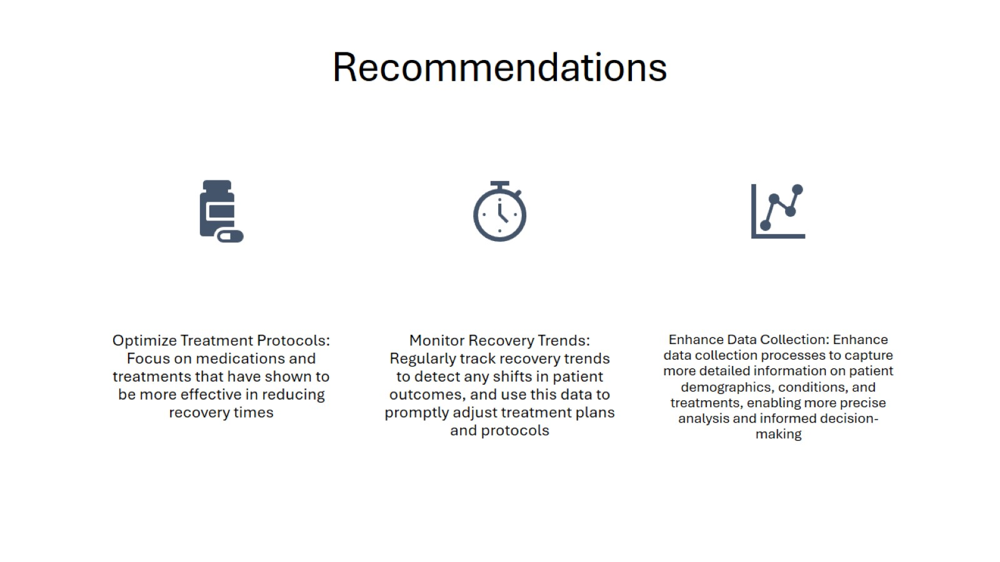 Recommendations
Optimize Treatment Protocols:
Focus on medications and
treatments that have shown to
be more effective in reducing
recovery times
Monitor Recovery Trends:
Regularly track recovery trends
to detect any shifts in patient
outcomes, and use this data to
promptly adjust treatment plans
and protocols
Enhance Data Collection: Enhance
data collection processes to capture
more detailed information on patient
demographics, conditions, and
treatments, enabling more precise
analysis and informed decision-
making